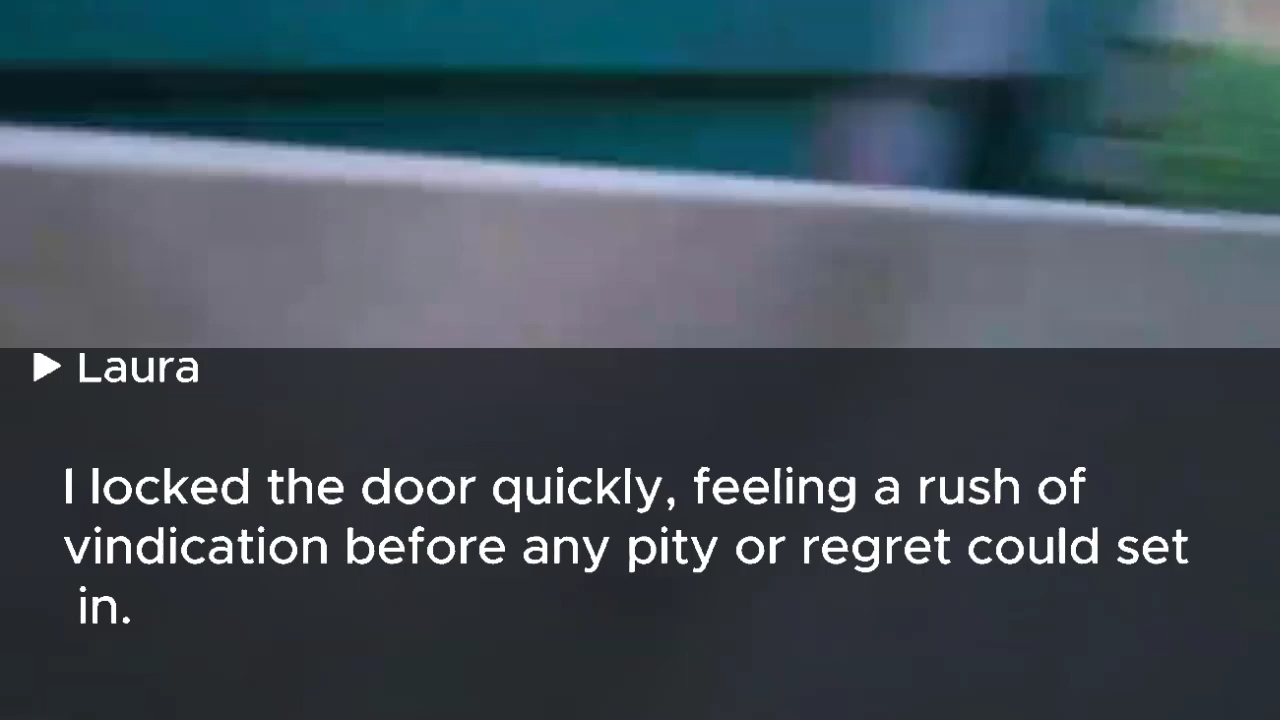 Laura
I locked the door quickly, feeling a rush of
vindication before any pity or regret could set
in.